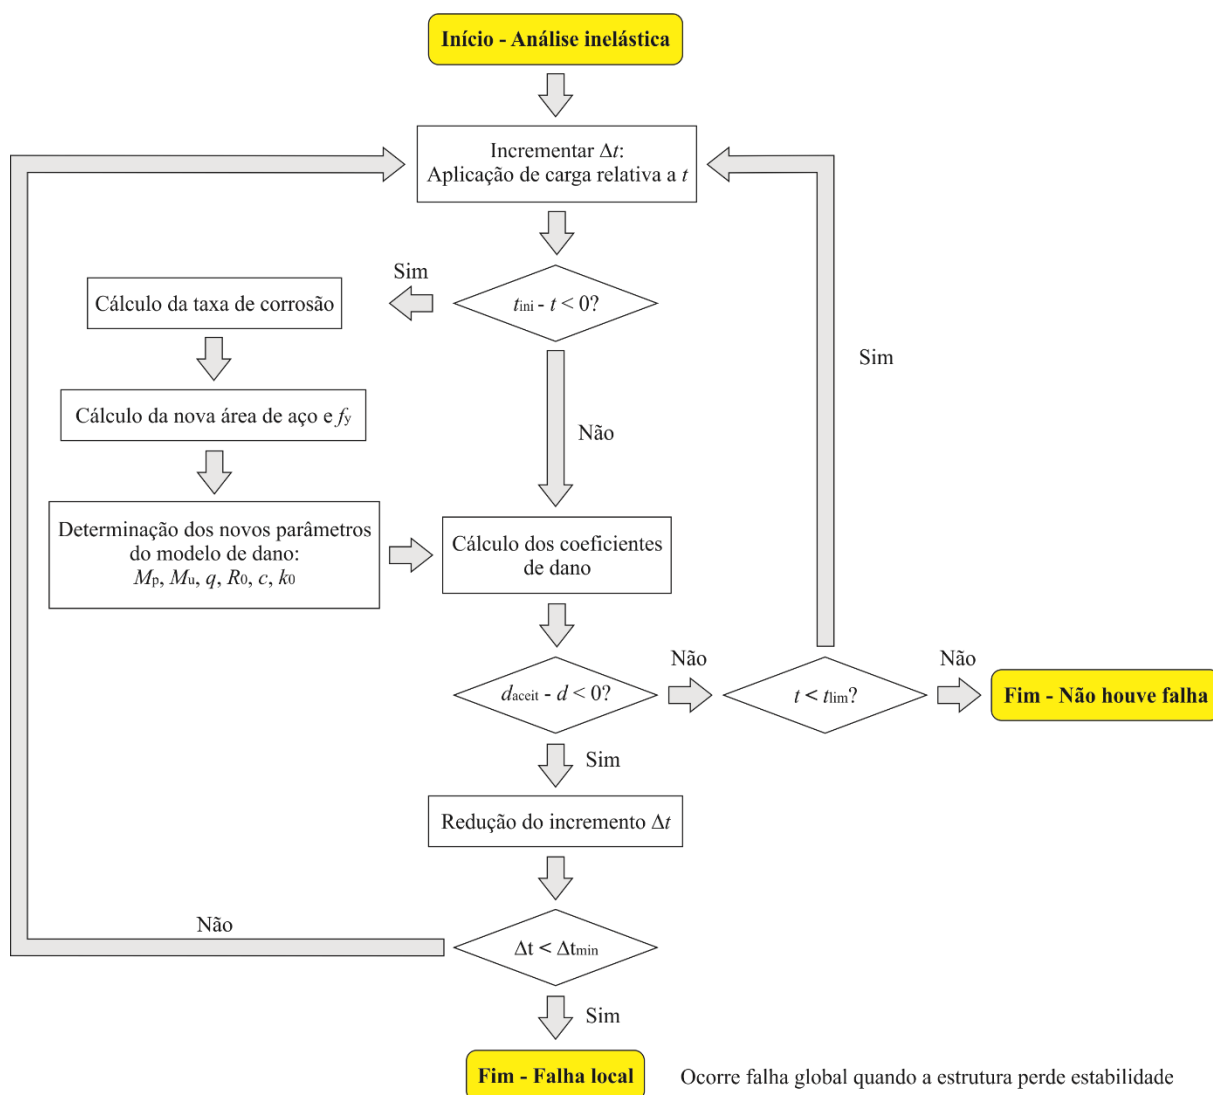 Início - Análise inelástica
Incrementar Δt:
Aplicação de carga relativa a t
Sim
tini - t < 0?
Cálculo da taxa de corrosão
Sim
Cálculo da nova área de aço e fy
Não
Determinação dos novos parâmetros
do modelo de dano:
Mp, Mu, q, R0, c, k0
Cálculo dos coeficientes
de dano
Não
Não
daceit - d < 0?
t < tlim?
Fim - Não houve falha
Sim
Redução do incremento Δt
Não
Δt < Δtmin
Sim
Fim - Falha local
Ocorre falha global quando a estrutura perde estabilidade